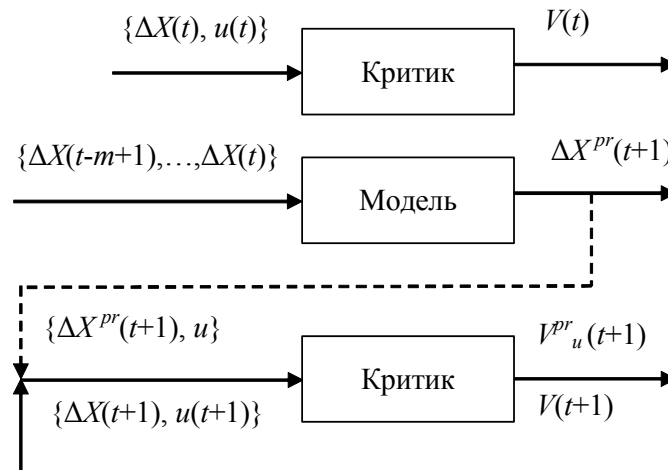 {ΔX(t), u(t)}
Критик
V(t)
{ΔX(t-m+1),…,ΔX(t)}
Модель
ΔX^pr(t+1)
{ΔX^pr(t+1), u}
{ΔX(t+1), u(t+1)}
Критик
V^pr_u(t+1)
V(t+1)